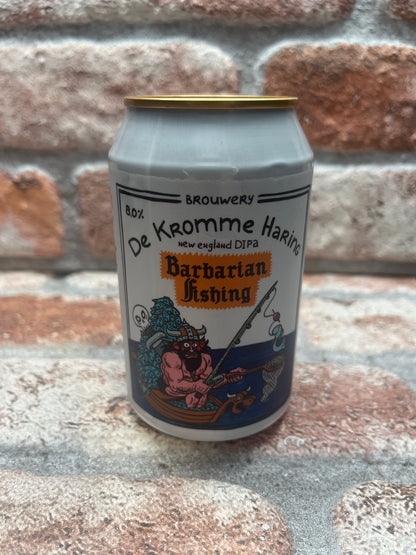 BROUWERY
8.0%
De Kromme Haring
New England DIPA
Barbarian
Fishing